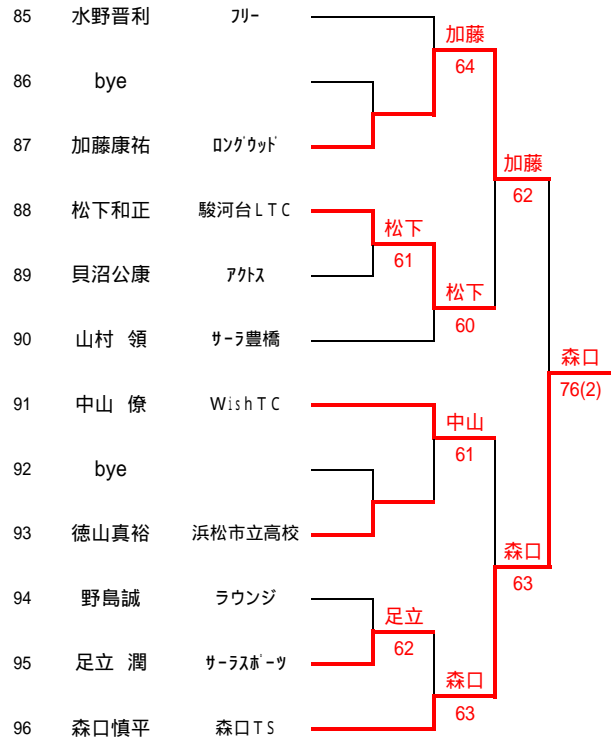 85 水野晋利 フリー
加藤
64
86 bye
87 加藤康祐 ロングウッド
加藤
62
88 松下和正 駿河台LTC
松下
61
89 貝沼公康 アクトス
松下
60
90 山村 領 サーラ豊橋
森口
76(2)
91 中山 僚 WishTC
中山
61
92 bye
93 徳山真裕 浜松市立高校
森口
63
94 野島誠 ラウンジ
足立
62
95 足立 潤 サーラスポーツ
森口
63
96 森口慎平 森口TS